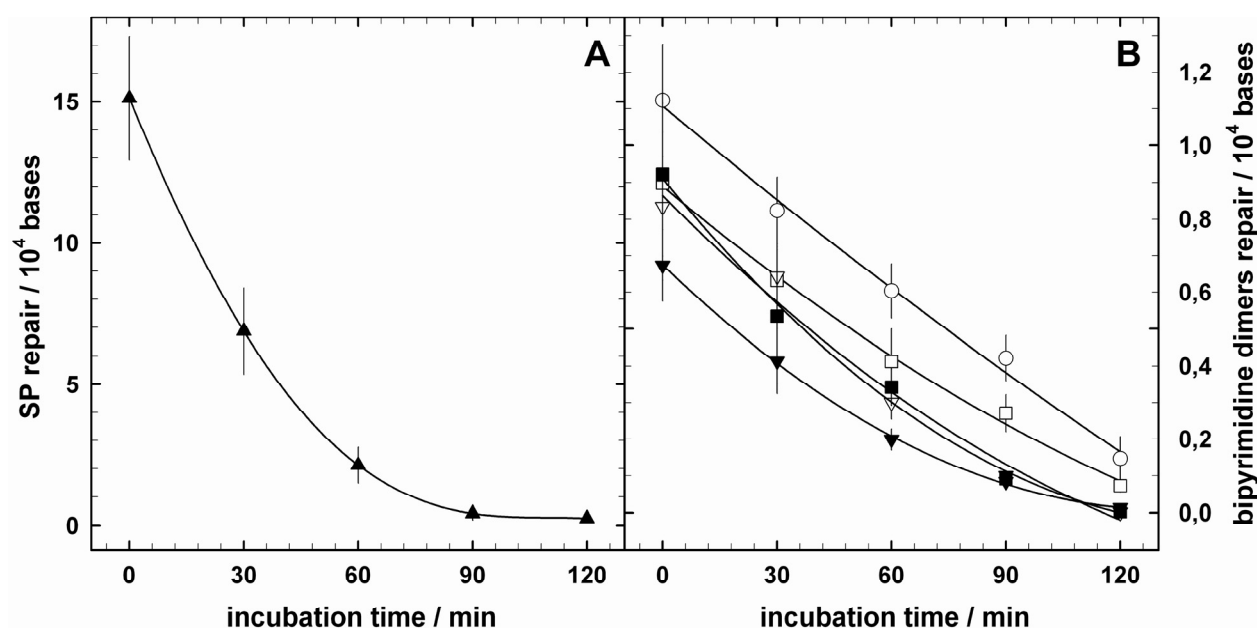 A
B
SP repair / 10⁴ bases
15
10
5
0
0 30 60 90 120
incubation time / min
1,2
1,0
0,8
0,6
0,4
0,2
0,0
0 30 60 90 120
incubation time / min
bipyrimidine dimers repair / 10⁴ bases